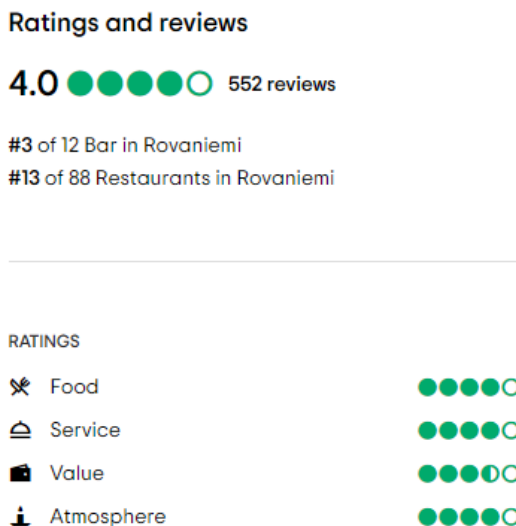 Ratings and reviews
4.0 552 reviews
#3 of 12 Bar in Rovaniemi
#13 of 88 Restaurants in Rovaniemi
RATINGS
Food
Service
Value
Atmosphere